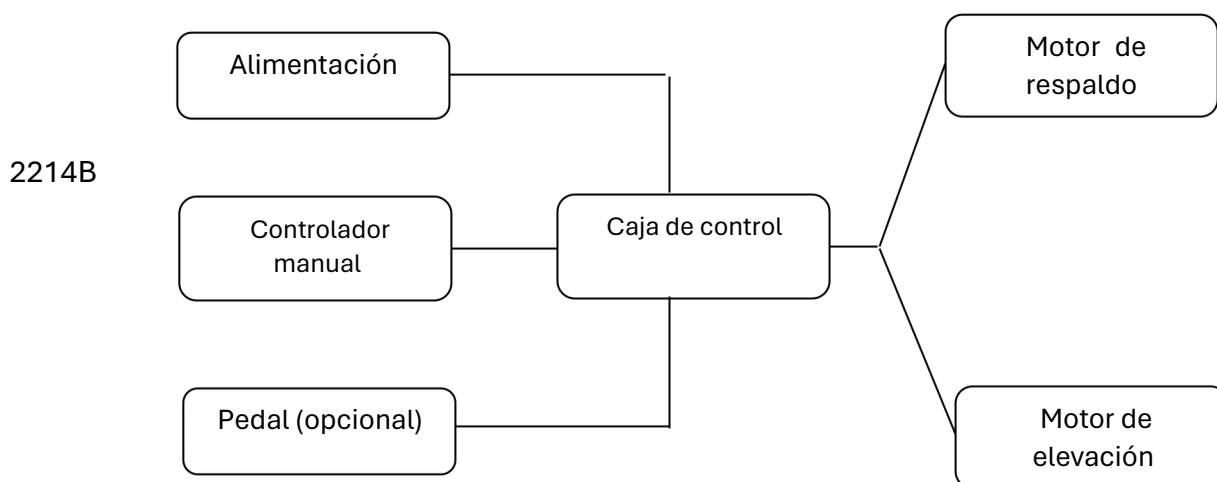 Alimentación
Motor de
respaldo
2214B
Controlador
manual
Caja de control
Pedal (opcional)
Motor de
elevación